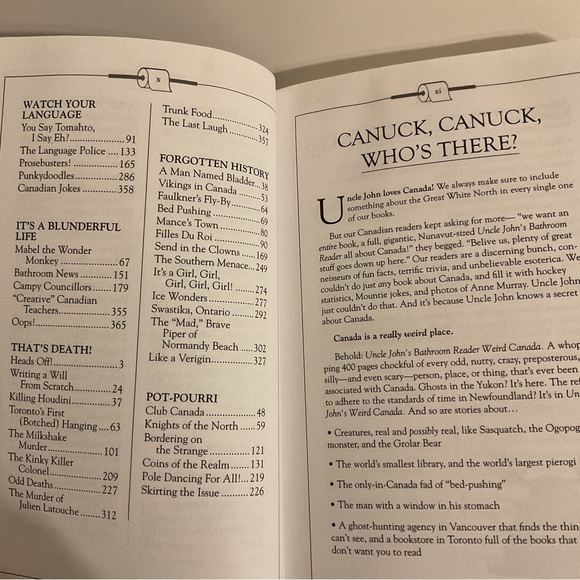 x
WATCH YOUR
LANGUAGE
You Say Tomahto,
I Say Eh?....................91
The Language Police ....133
Prosebusters! ...............165
Punkydoodles...............286
Canadian Jokes ............358
IT'S A BLUNDERFUL
LIFE
Mabel the Wonder
Monkey .....................67
Bathroom News ..........151
Campy Councillors......179
"Creative" Canadian
Teachers..................355
Oops!..........................365
THAT'S DEATH!
Heads Off!......................3
Writing a Will
From Scratch.............24
Killing Houdini.............37
Toronto's First
(Botched) Hanging....63
The Milkshake
Murder....................101
The Kinky Killer
Colonel....................209
Odd Deaths.................227
The Murder of
Julien Latouche.......312
Trunk Food..................324
The Last Laugh............357
FORGOTTEN HISTORY
A Man Named Bladder...38
Vikings in Canada.........53
Faulkner's Fly-By............64
Bed Pushing..................69
Mance's Town...............80
Filles Du Roi..................90
Send in the Clowns......169
The Southern Menace...249
It's a Girl, Girl,
Girl, Girl, Girl!.........274
Ice Wonders.................277
Swastika, Ontario.........292
The "Mad," Brave
Piper of
Normandy Beach.....302
Like a Verigin...............327
POT-POURRI
Club Canada..................48
Knights of the North......59
Bordering on
the Strange..............121
Coins of the Realm......131
Pole Dancing For All!...219
Skirting the Issue.........226
xi
CANUCK, CANUCK,
WHO'S THERE?
Uncle John loves Canada! We always make sure to include
something about the Great White North in every single one
of our books.
But our Canadian readers kept asking for more—"we want an
entire book, a full, gigantic, Nunavut-sized Uncle John's Bathroom
Reader all about Canada!" they begged. "Belive us, plenty of great
stuff goes down up here." Our readers are a discerning bunch, con-
neisseurs of fun facts, terrific trivia, and unbelievable esoterica. We
couldn't do just any book about Canada, and fill it with hockey
statistics, Mountie jokes, and photos of Anne Murray. Uncle John
just couldn't do that. And it's because Uncle John knows a secret
about Canada.
Canada is a really weird place.
Behold: Uncle John's Bathroom Reader Weird Canada. A whop
ping 400 pages chockful of every odd, nutty, crazy, preposterous,
silly—and even scary—person, place, or thing, that's ever been
associated with Canada. Ghosts in the Yukon? It's here. The ref
to adhere to the standards of time in Newfoundland? It's in Un
John's Weird Canada. And so are stories about…
• Creatures, real and possibly real, like Sasquatch, the Ogopog
monster, and the Grolar Bear
• The world's smallest library, and the world's largest pierogi
• The only-in-Canada fad of "bed-pushing"
• The man with a window in his stomach
• A ghost-hunting agency in Vancouver that finds the thin
can't see, and a bookstore in Toronto full of the books that
don't want you to read